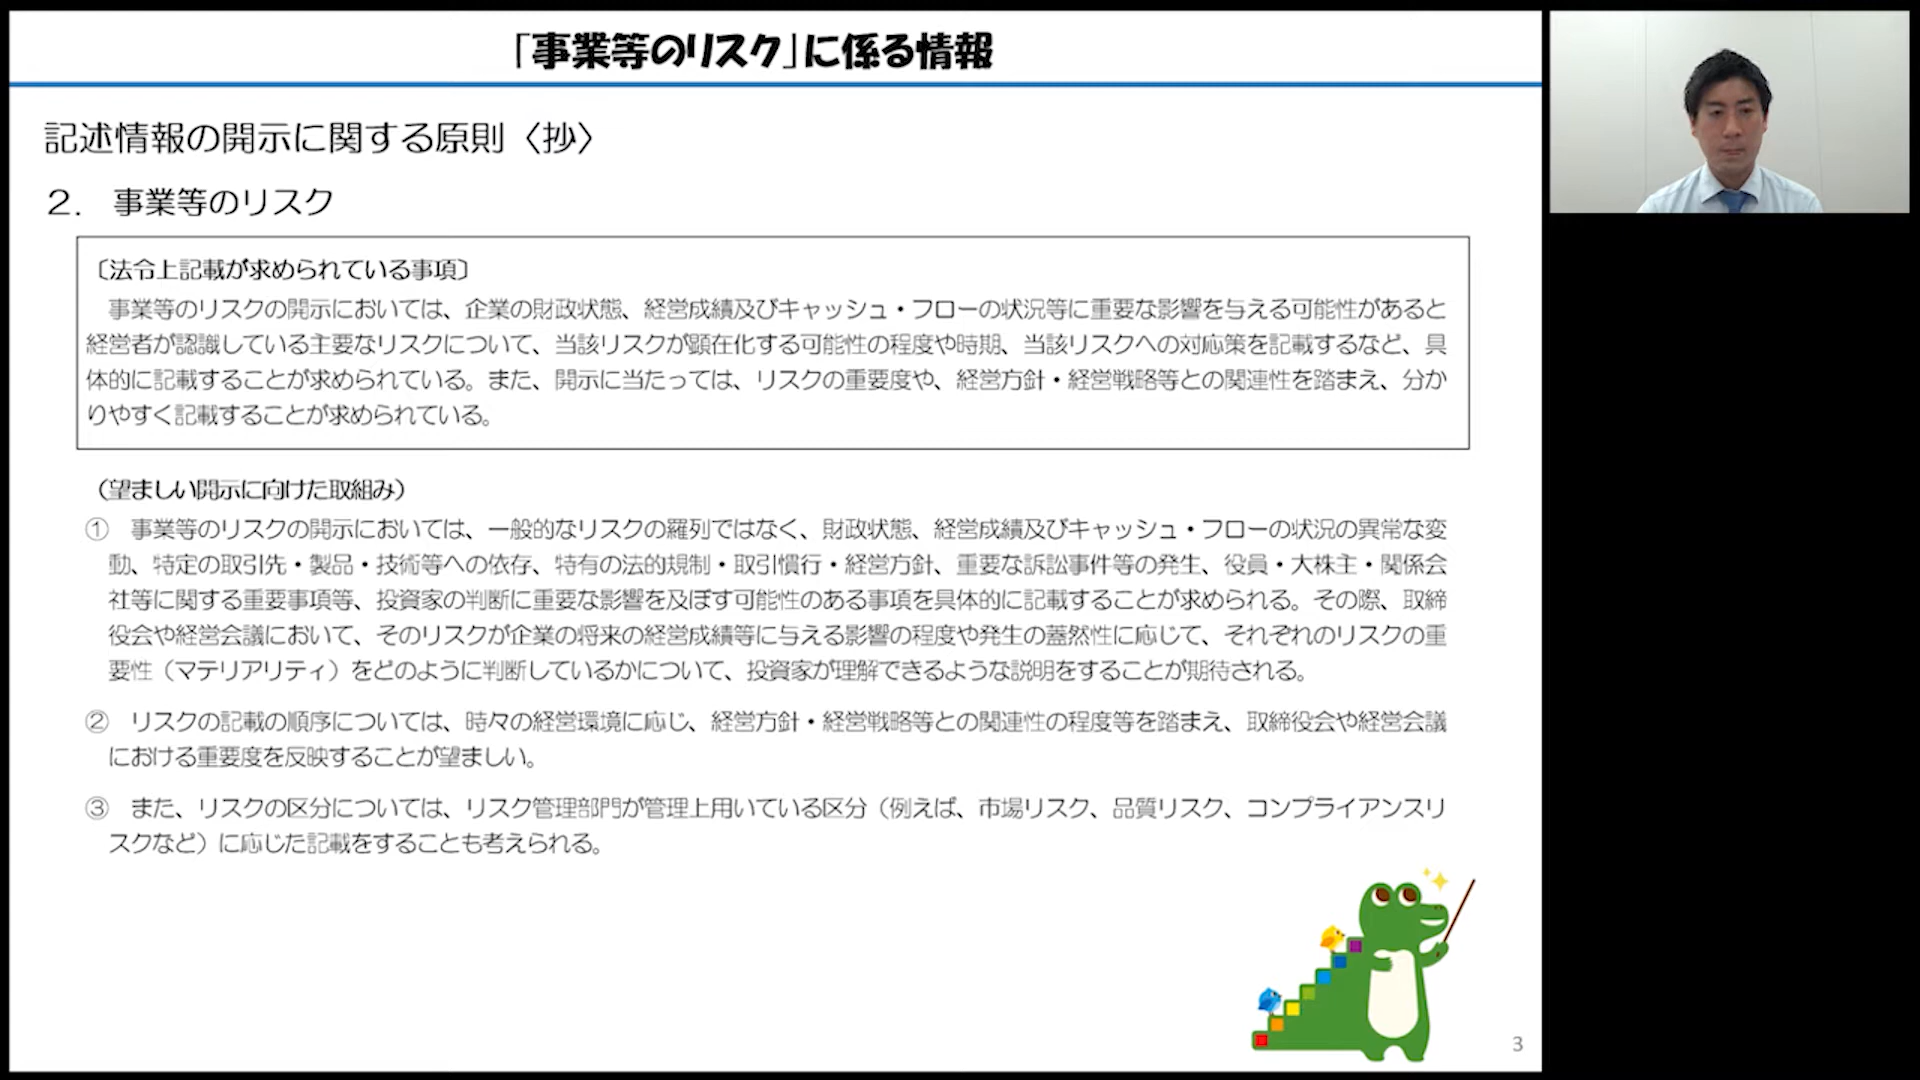 「事業等のリスク」に係る情報
記述情報の開示に関する原則〈抄〉
２． 事業等のリスク
〔法令上記載が求められている事項〕
事業等のリスクの開示においては、企業の財政状態、経営成績及びキャッシュ・フローの状況等に重要な影響を与える可能性があると
経営者が認識している主要なリスクについて、当該リスクが顕在化する可能性の程度や時期、当該リスクへの対応策を記載するなど、具
体的に記載することが求められている。また、開示に当たっては、リスクの重要度や、経営方針・経営戦略等との関連性を踏まえ、分か
りやすく記載することが求められている。
（望ましい開示に向けた取組み）
① 事業等のリスクの開示においては、一般的なリスクの羅列ではなく、財政状態、経営成績及びキャッシュ・フローの状況の異常な変
動、特定の取引先・製品・技術等への依存、特有の法的規制・取引慣行・経営方針、重要な訴訟事件等の発生、役員・大株主・関係会
社等に関する重要事項等、投資家の判断に重要な影響を及ぼす可能性のある事項を具体的に記載することが求められる。その際、取締
役会や経営会議において、そのリスクが企業の将来の経営成績等に与える影響の程度や発生の蓋然性に応じて、それぞれのリスクの重
要性（マテリアリティ）をどのように判断しているかについて、投資家が理解できるような説明をすることが期待される。
② リスクの記載の順序については、時々の経営環境に応じ、経営方針・経営戦略等との関連性の程度等を踏まえ、取締役会や経営会議
における重要度を反映することが望ましい。
③ また、リスクの区分については、リスク管理部門が管理上用いている区分（例えば、市場リスク、品質リスク、コンプライアンスリ
スクなど）に応じた記載をすることも考えられる。
3